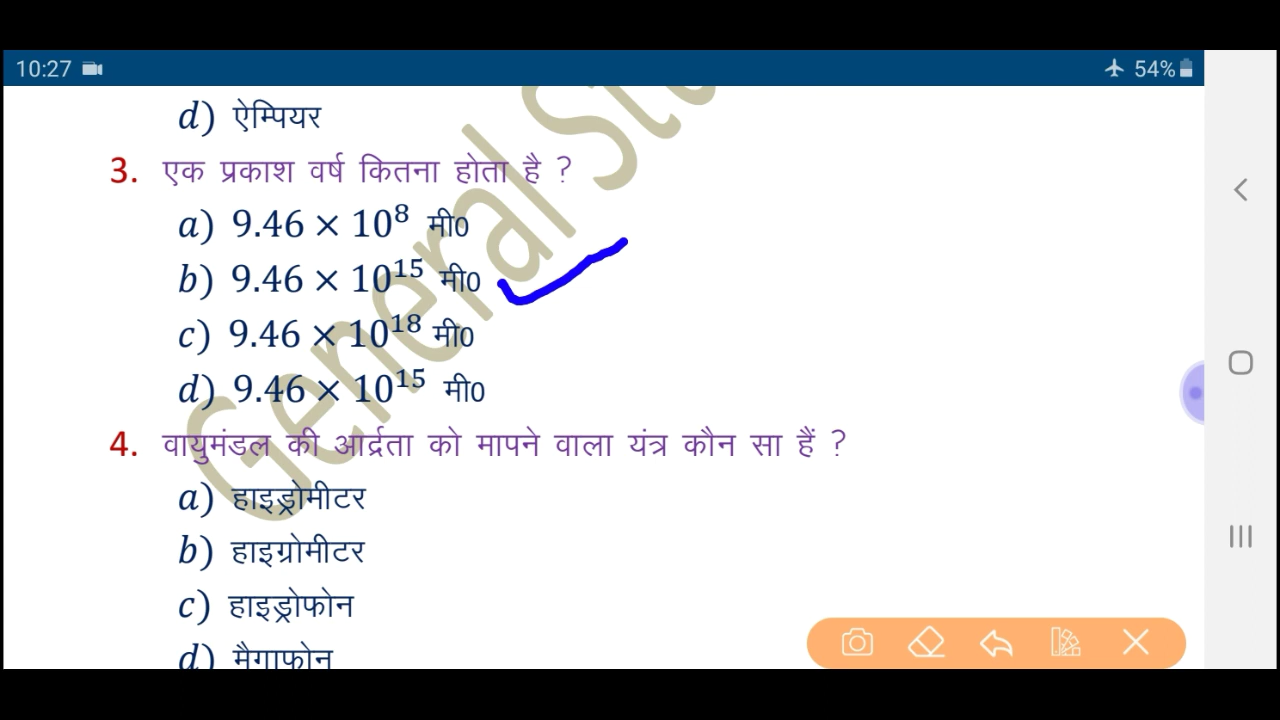 10:27 54%
d) ऐम्पियर
3. एक प्रकाश वर्ष कितना होता है ?
a) 9.46 × 10⁸ मी0
b) 9.46 × 10¹⁵ मी0
c) 9.46 × 10¹⁸ मी0
d) 9.46 × 10¹⁵ मी0
4. वायुमंडल की आर्द्रता को मापने वाला यंत्र कौन सा हैं ?
a) हाइड्रोमीटर
b) हाइग्रोमीटर
c) हाइड्रोफोन
d) मैगाफोन
General